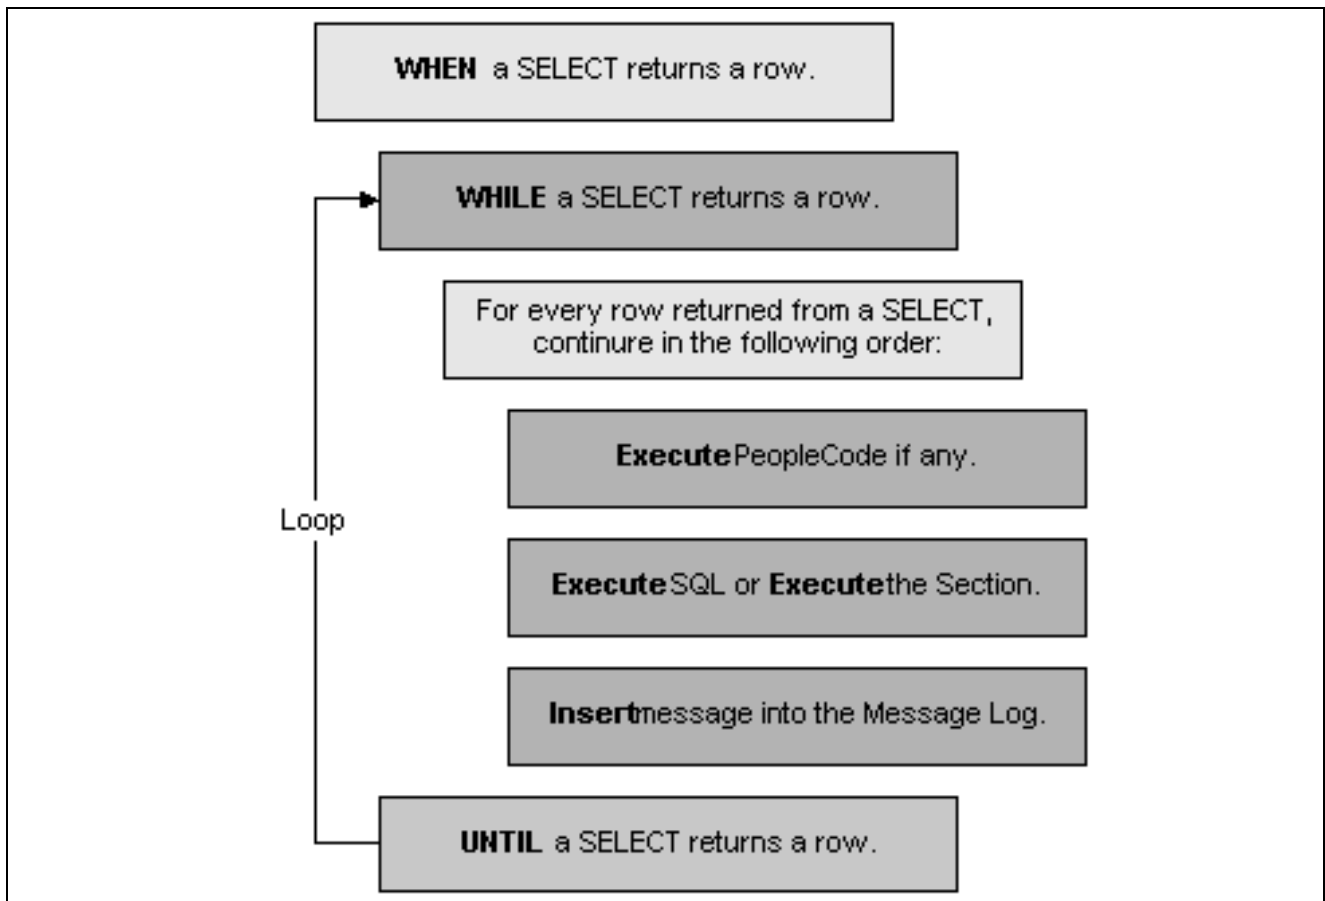 WHEN a SELECT returns a row.
WHILE a SELECT returns a row.
For every row returned from a SELECT,
continure in the following order:
Execute PeopleCode if any.
Loop
Execute SQL or Execute the Section.
Insert message into the Message Log.
UNTIL a SELECT returns a row.